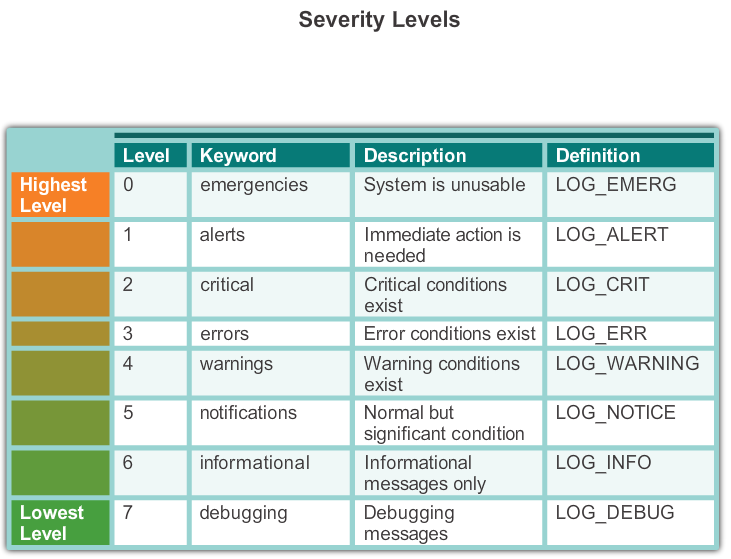 Severity Levels
Level Keyword Description Definition
Highest Level 0 emergencies System is unusable LOG_EMERG
1 alerts Immediate action is needed LOG_ALERT
2 critical Critical conditions exist LOG_CRIT
3 errors Error conditions exist LOG_ERR
4 warnings Warning conditions exist LOG_WARNING
5 notifications Normal but significant condition LOG_NOTICE
6 informational Informational messages only LOG_INFO
Lowest Level 7 debugging Debugging messages LOG_DEBUG